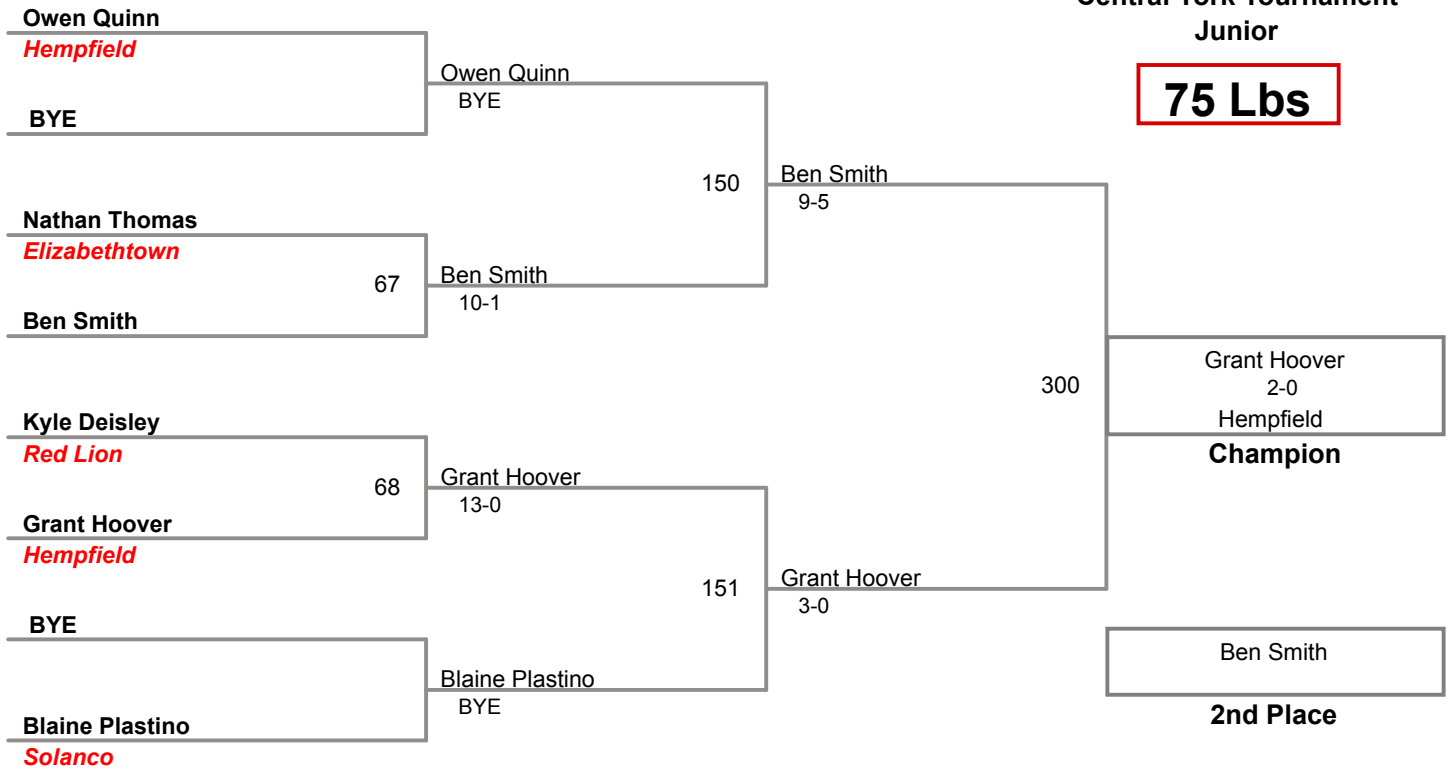 Central York Tournament
Junior
75 Lbs
Owen Quinn
Hempfield
BYE
Nathan Thomas
Elizabethtown
67
Ben Smith
Kyle Deisley
Red Lion
68
Grant Hoover
Hempfield
BYE
Blaine Plastino
Solanco
Owen Quinn
BYE
150
Ben Smith
10-1
Grant Hoover
13-0
151
Blaine Plastino
BYE
Ben Smith
9-5
300
Grant Hoover
3-0
Grant Hoover
2-0
Hempfield
Champion
Ben Smith
2nd Place